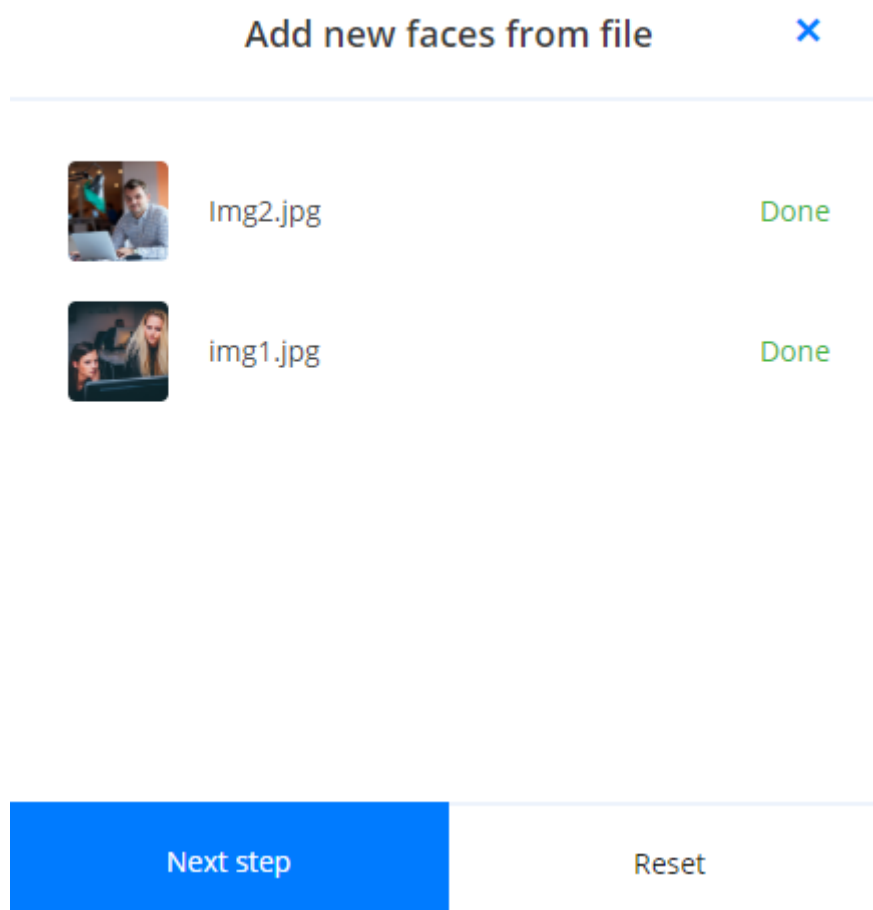 Add new faces from file ×
Img2.jpg Done
img1.jpg Done
Next step Reset